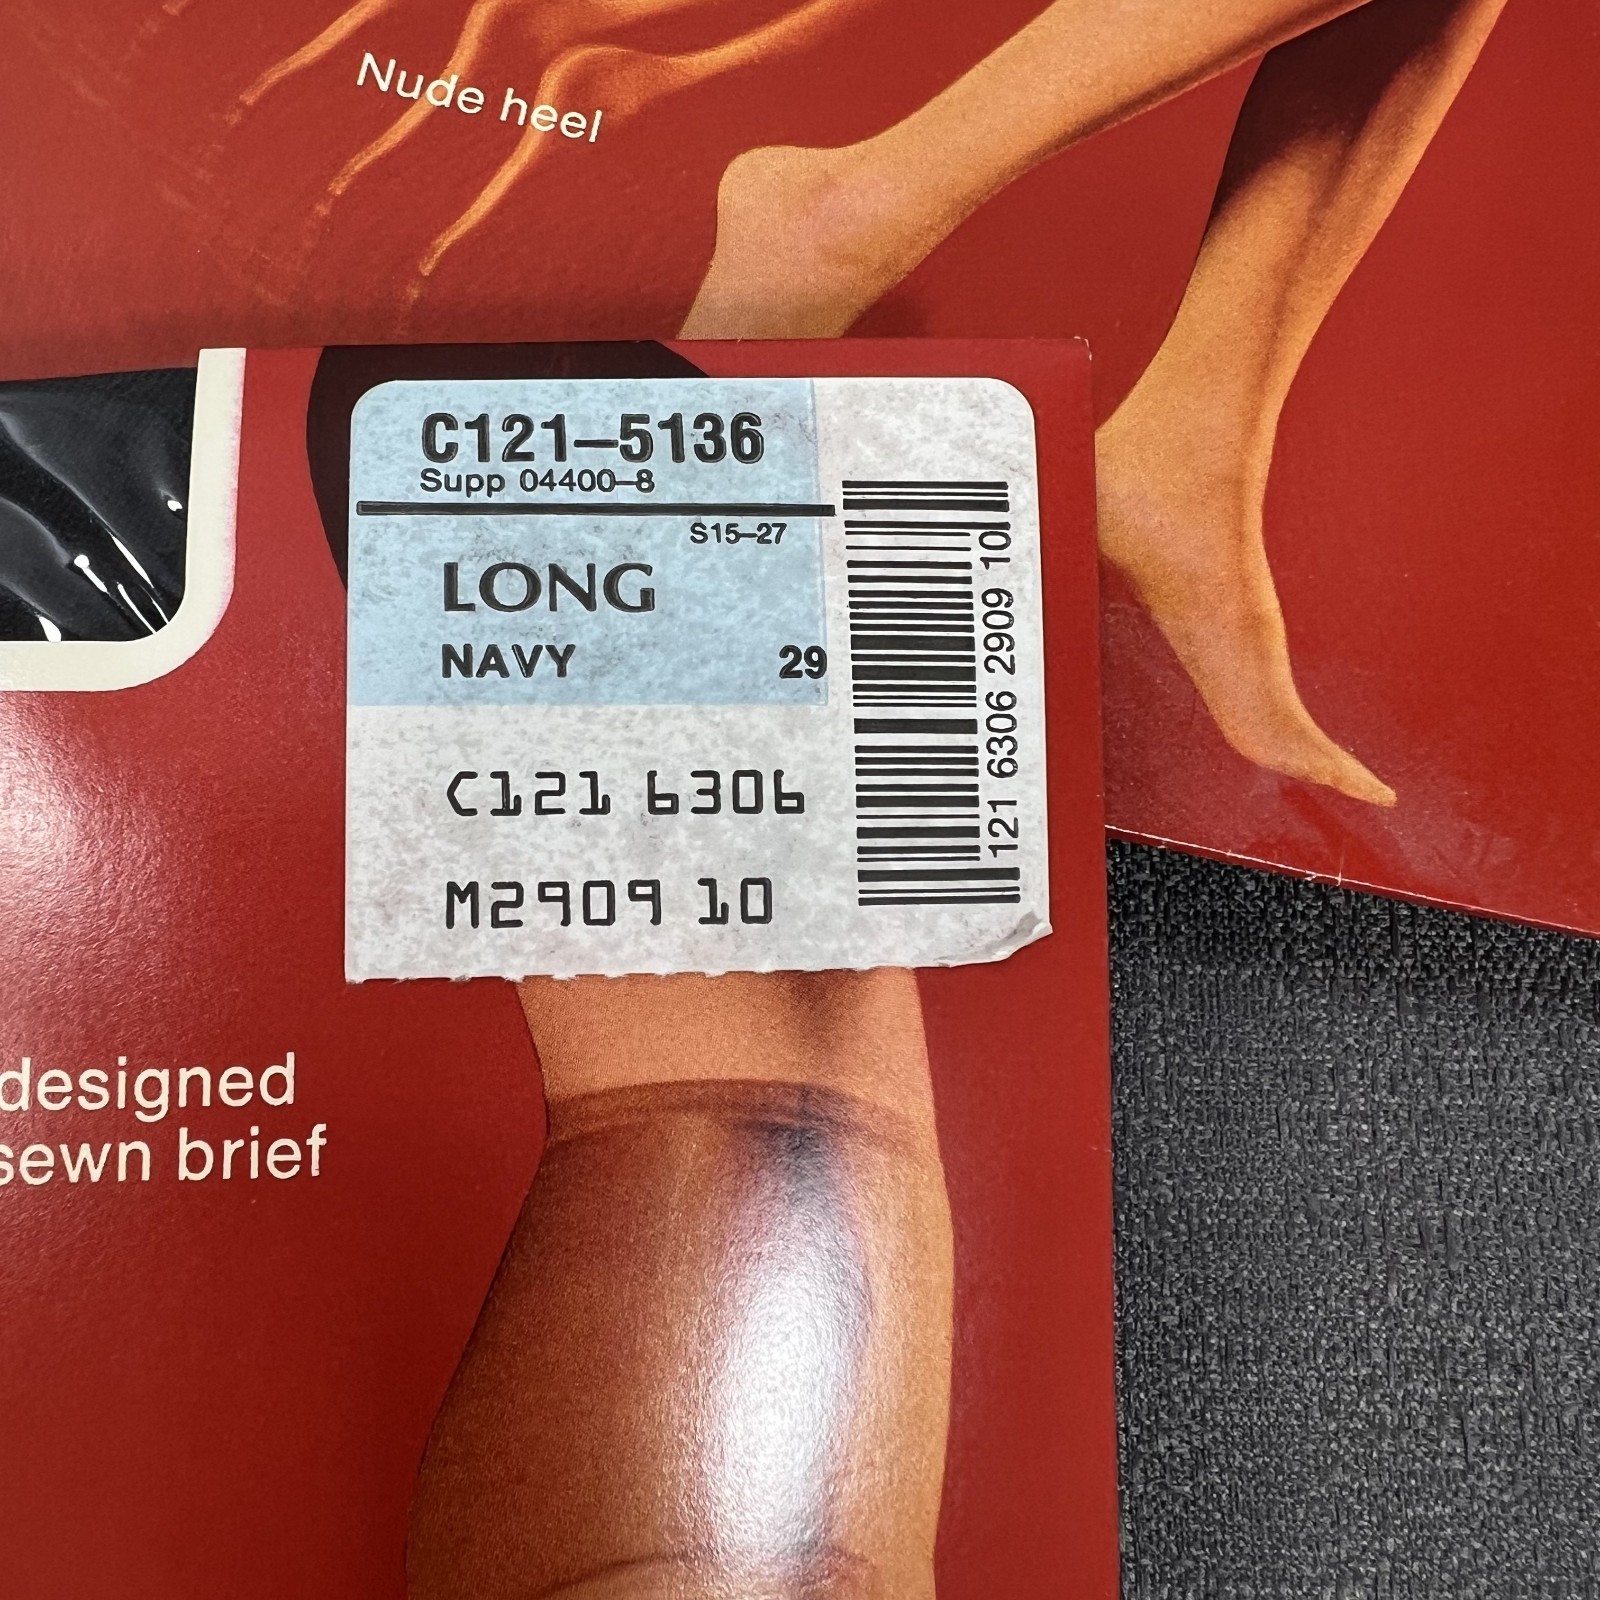 Nude heel
C121–5136
Supp 04400–8
S15–27
LONG
NAVY 29
C121 6306
M2909 10
121 6306 2909 10
designed
sewn brief